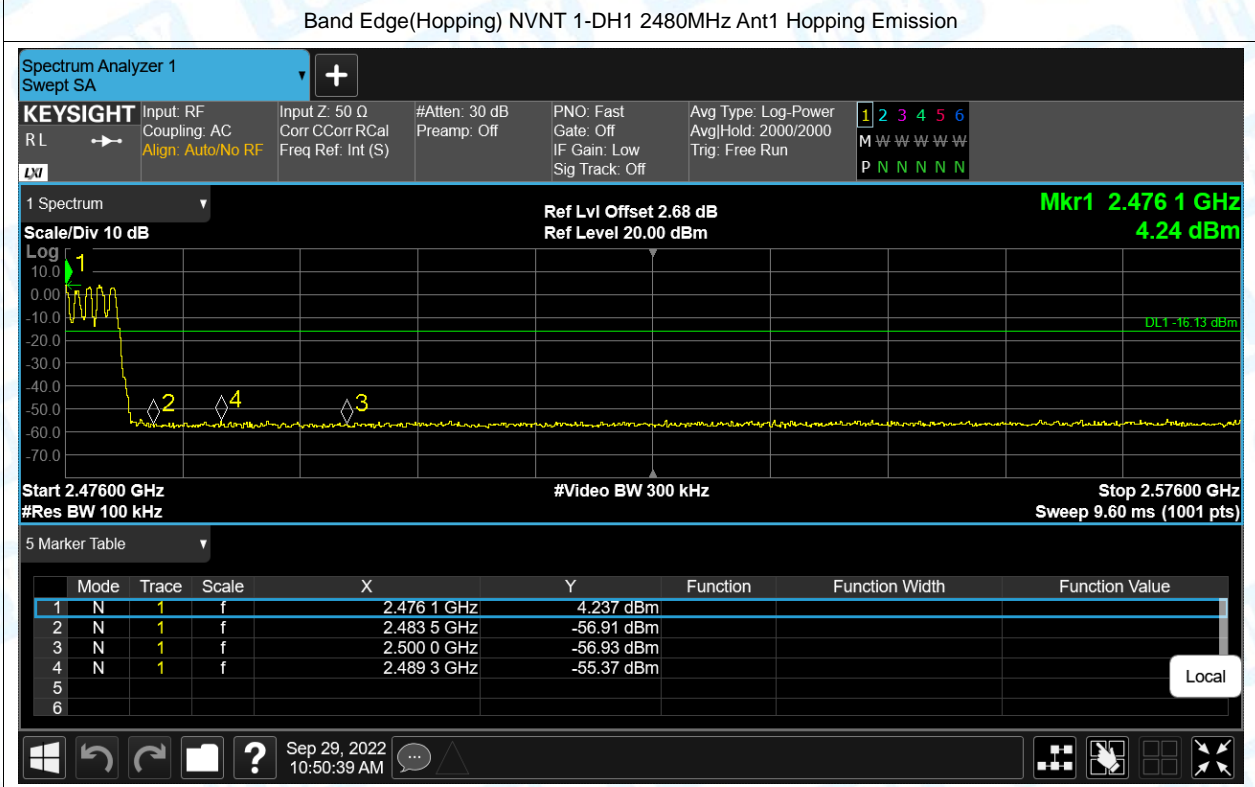 Band Edge(Hopping) NVNT 1-DH1 2480MHz Ant1 Hopping Emission
Spectrum Analyzer 1
Swept SA
KEYSIGHT
R L
LXI
Input: RF
Coupling: AC
Align: Auto/No RF
Input Z: 50 Ω
Corr CCorr RCal
Freq Ref: Int (S)
#Atten: 30 dB
Preamp: Off
PNO: Fast
Gate: Off
IF Gain: Low
Sig Track: Off
Avg Type: Log-Power
Avg|Hold: 2000/2000
Trig: Free Run
1 2 3 4 5 6
M W W W W W
P N N N N N
1 Spectrum
Scale/Div 10 dB
Ref Lvl Offset 2.68 dB
Ref Level 20.00 dBm
Mkr1 2.476 1 GHz
4.24 dBm
Log
10.0
0.00
-10.0
-20.0
-30.0
-40.0
-50.0
-60.0
-70.0
1
2
4
3
DL1 -16.13 dBm
Start 2.47600 GHz
#Res BW 100 kHz
#Video BW 300 kHz
Stop 2.57600 GHz
Sweep 9.60 ms (1001 pts)
5 Marker Table
Mode Trace Scale X Y Function Function Width Function Value
1 N 1 f 2.476 1 GHz 4.237 dBm
2 N 1 f 2.483 5 GHz -56.91 dBm
3 N 1 f 2.500 0 GHz -56.93 dBm
4 N 1 f 2.489 3 GHz -55.37 dBm
5
6
Local
?
Sep 29, 2022
10:50:39 AM